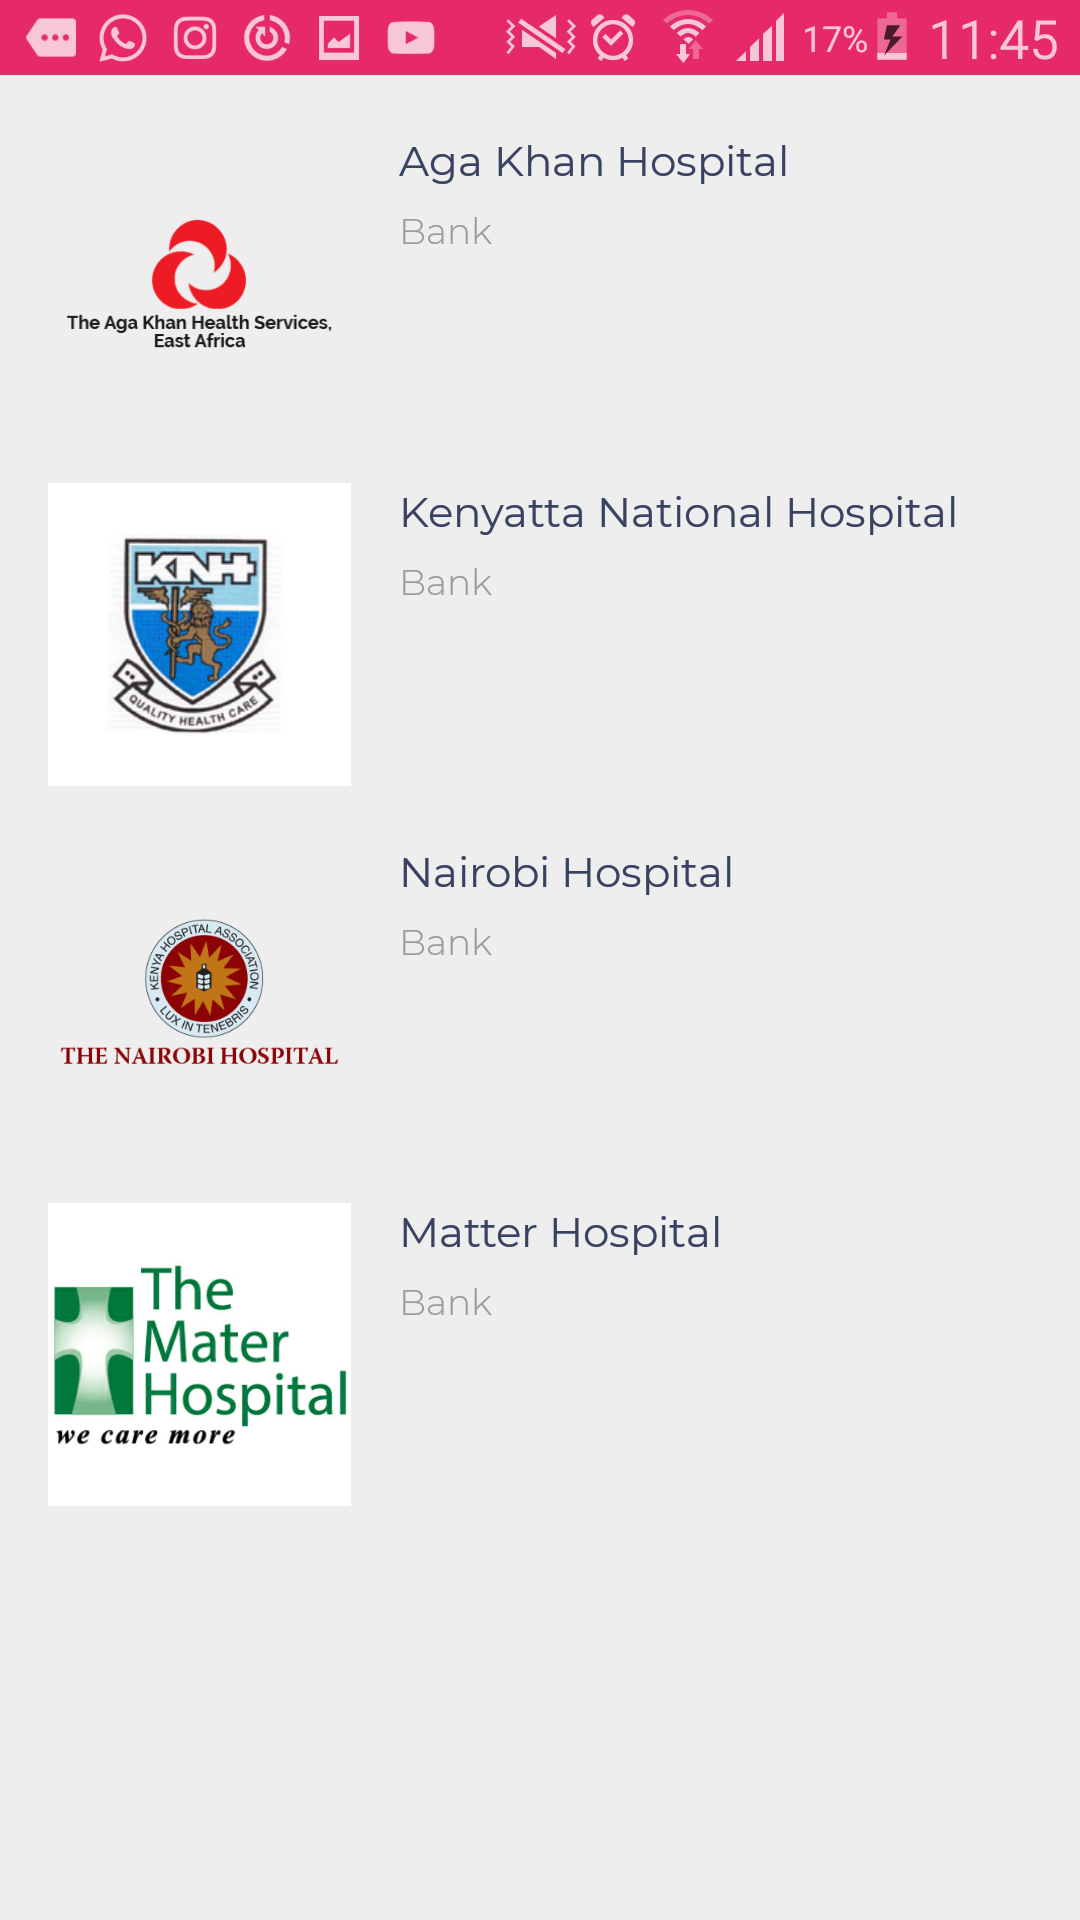 17% 11:45
Aga Khan Hospital
Bank
The Aga Khan Health Services,
East Africa
Kenyatta National Hospital
Bank
KNH
QUALITY HEALTH CARE
Nairobi Hospital
Bank
KENYA HOSPITAL ASSOCIATION
• LUX IN TENEBRIS •
THE NAIROBI HOSPITAL
Matter Hospital
Bank
The
Mater
Hospital
we care more